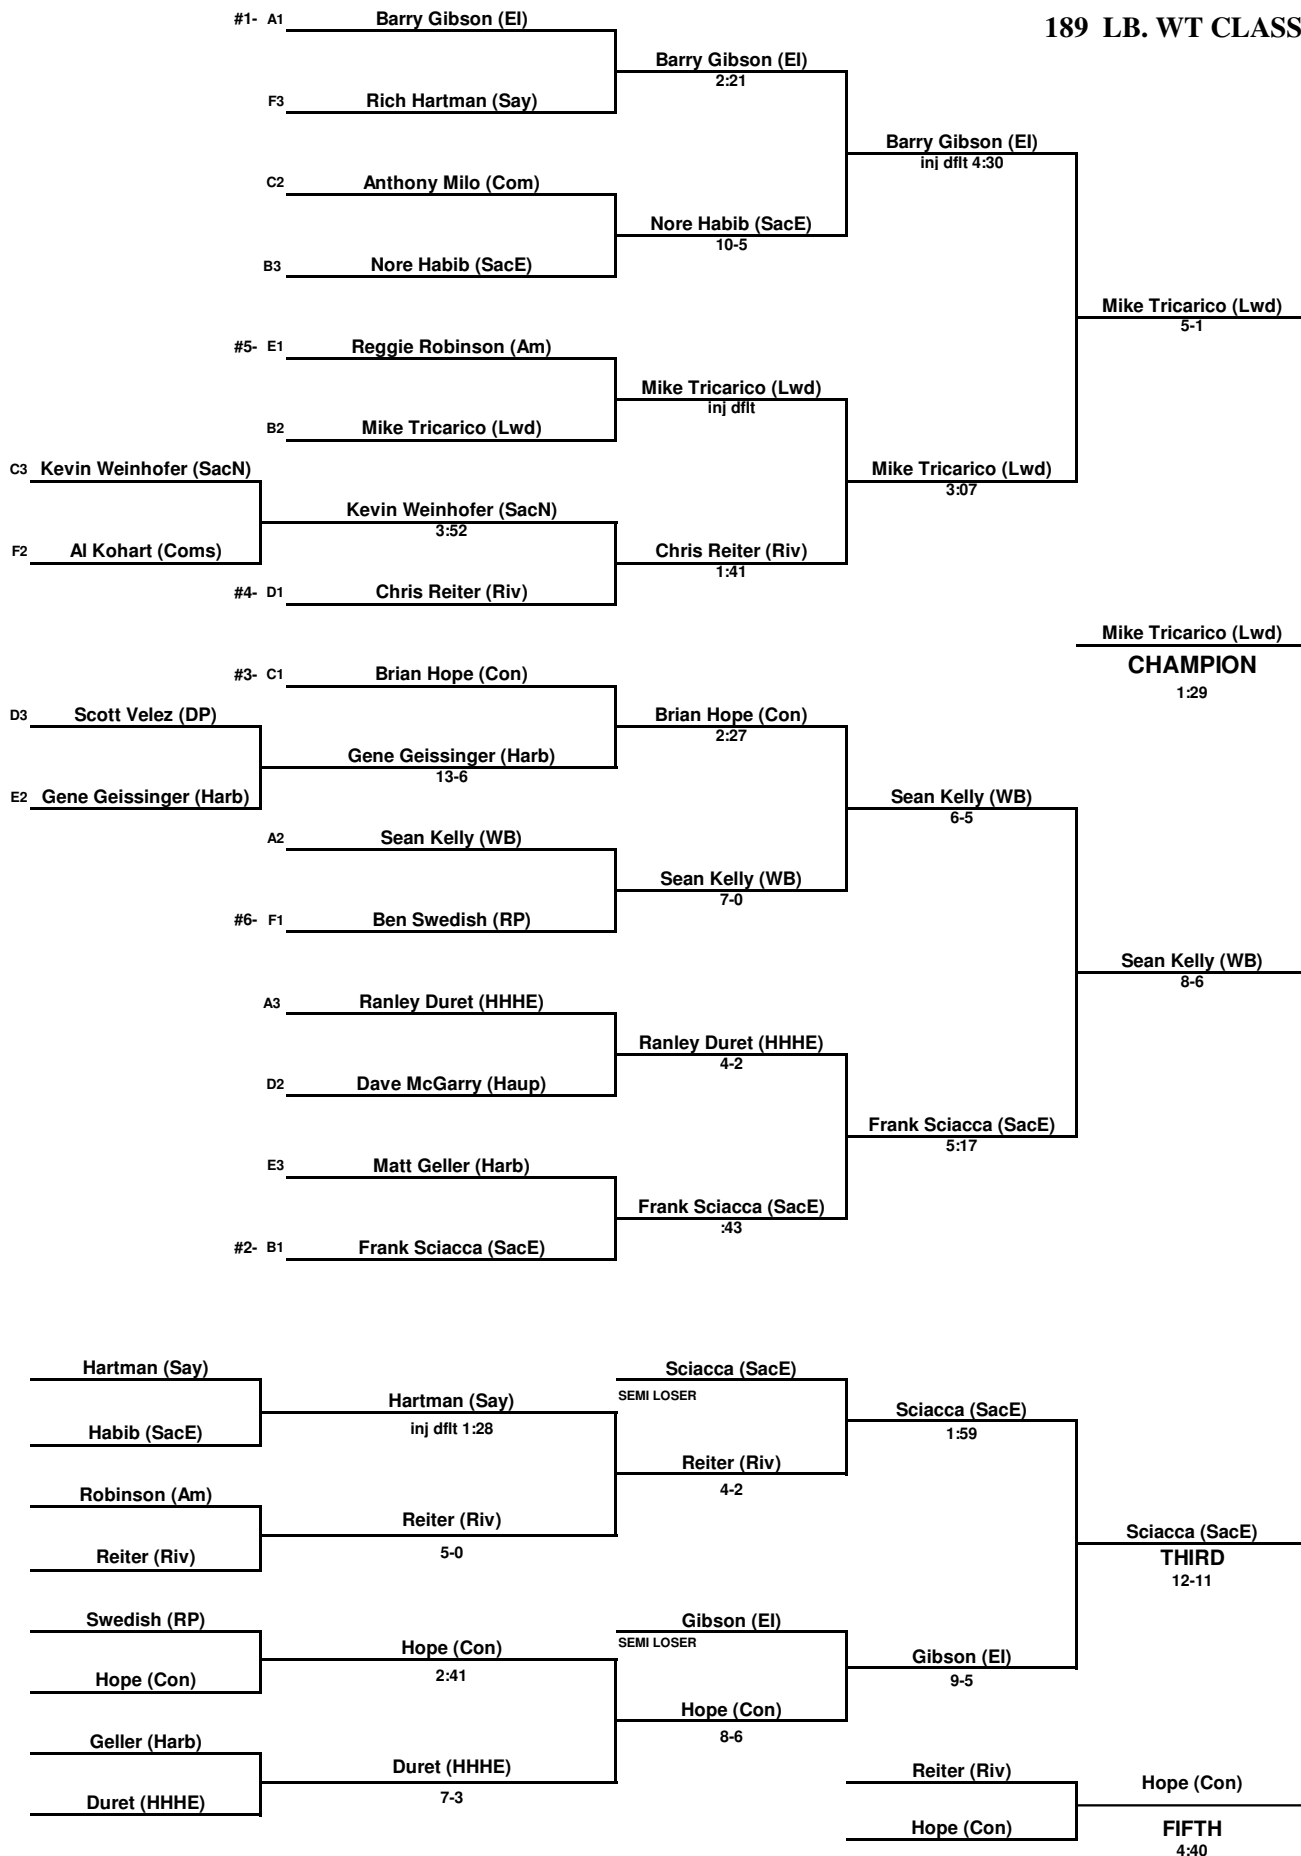 189 LB. WT CLASS
#1- A1 Barry Gibson (EI)
Barry Gibson (EI)
2:21
F3 Rich Hartman (Say)
Barry Gibson (EI)
inj dflt 4:30
C2 Anthony Milo (Com)
Nore Habib (SacE)
10-5
B3 Nore Habib (SacE)
Mike Tricarico (Lwd)
5-1
#5- E1 Reggie Robinson (Am)
Mike Tricarico (Lwd)
inj dflt
B2 Mike Tricarico (Lwd)
C3 Kevin Weinhofer (SacN)
Mike Tricarico (Lwd)
3:07
Kevin Weinhofer (SacN)
3:52
F2 Al Kohart (Coms)
Chris Reiter (Riv)
1:41
#4- D1 Chris Reiter (Riv)
Mike Tricarico (Lwd)
CHAMPION
1:29
#3- C1 Brian Hope (Con)
D3 Scott Velez (DP)
Brian Hope (Con)
2:27
Gene Geissinger (Harb)
13-6
E2 Gene Geissinger (Harb)
Sean Kelly (WB)
6-5
A2 Sean Kelly (WB)
Sean Kelly (WB)
7-0
#6- F1 Ben Swedish (RP)
Sean Kelly (WB)
8-6
A3 Ranley Duret (HHHE)
Ranley Duret (HHHE)
4-2
D2 Dave McGarry (Haup)
Frank Sciacca (SacE)
5:17
E3 Matt Geller (Harb)
Frank Sciacca (SacE)
:43
#2- B1 Frank Sciacca (SacE)
Hartman (Say)
Sciacca (SacE)
SEMI LOSER
Hartman (Say)
inj dflt 1:28
Sciacca (SacE)
1:59
Habib (SacE)
Reiter (Riv)
4-2
Robinson (Am)
Reiter (Riv)
5-0
Sciacca (SacE)
THIRD
12-11
Reiter (Riv)
Swedish (RP)
Gibson (EI)
SEMI LOSER
Hope (Con)
2:41
Gibson (EI)
9-5
Hope (Con)
Hope (Con)
8-6
Geller (Harb)
Duret (HHHE)
7-3
Reiter (Riv)
Hope (Con)
Duret (HHHE)
Hope (Con)
FIFTH
4:40